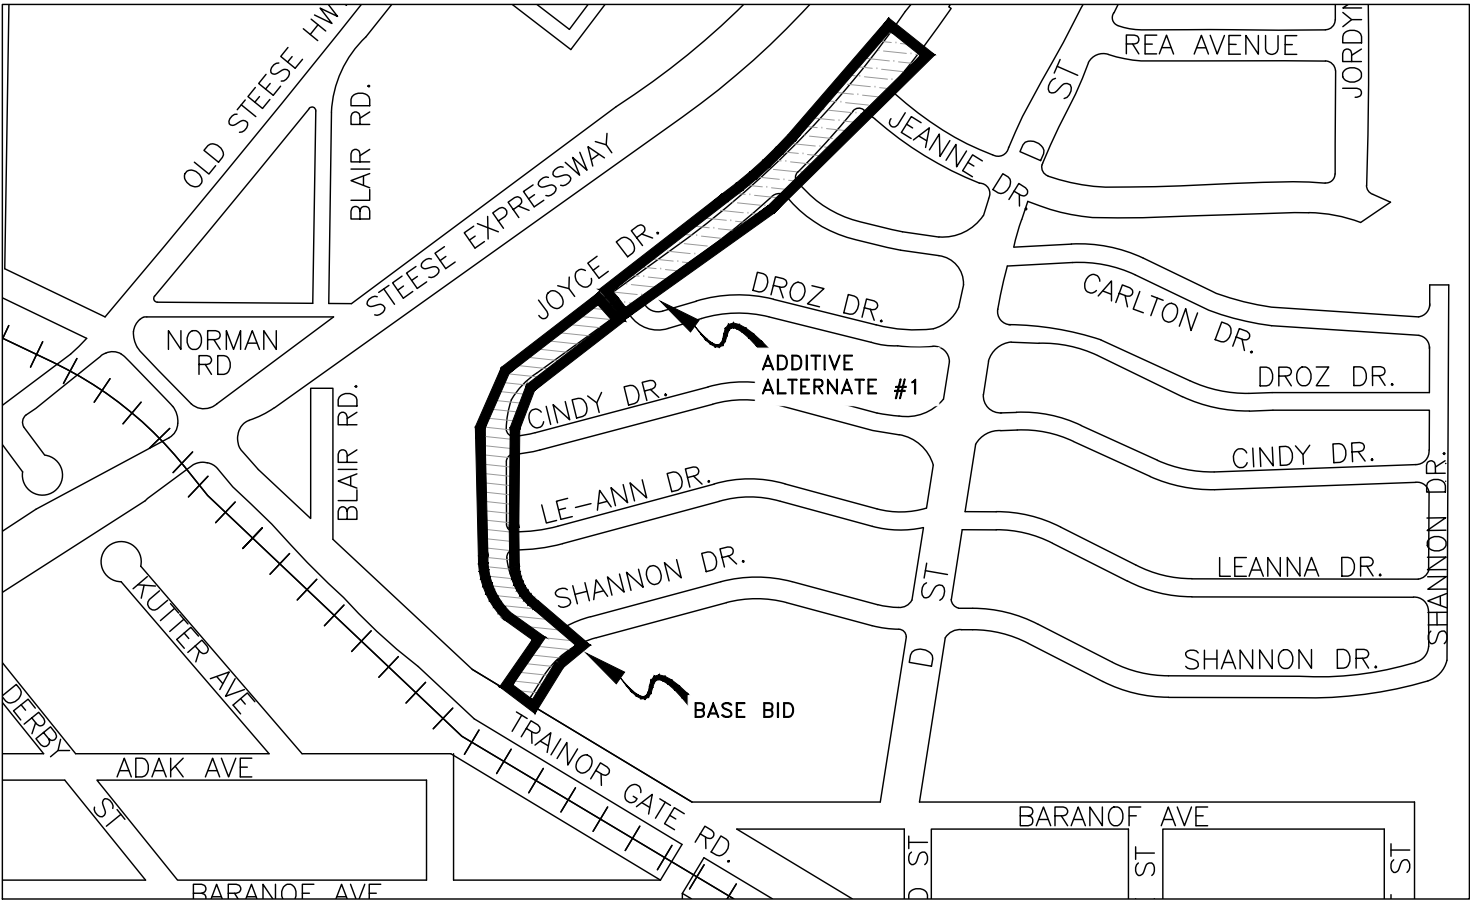 OLD STEESE HWY
BLAIR RD.
REA AVENUE
JORDYN
D ST
JEANNE DR.
STEESE EXPRESSWAY
JOYCE DR.
DROZ DR.
CARLTON DR.
NORMAN
RD
ADDITIVE
ALTERNATE #1
DROZ DR.
CINDY DR.
BLAIR RD.
CINDY DR.
LE-ANN DR.
SHANNON DR.
LEANNA DR.
SHANNON DR.
D ST
SHANNON DR.
KUTTER AVE
BASE BID
DERBY
ST
ADAK AVE
TRAINOR GATE RD.
BARANOF AVE
BARANOF AVE
D ST
ST
ST